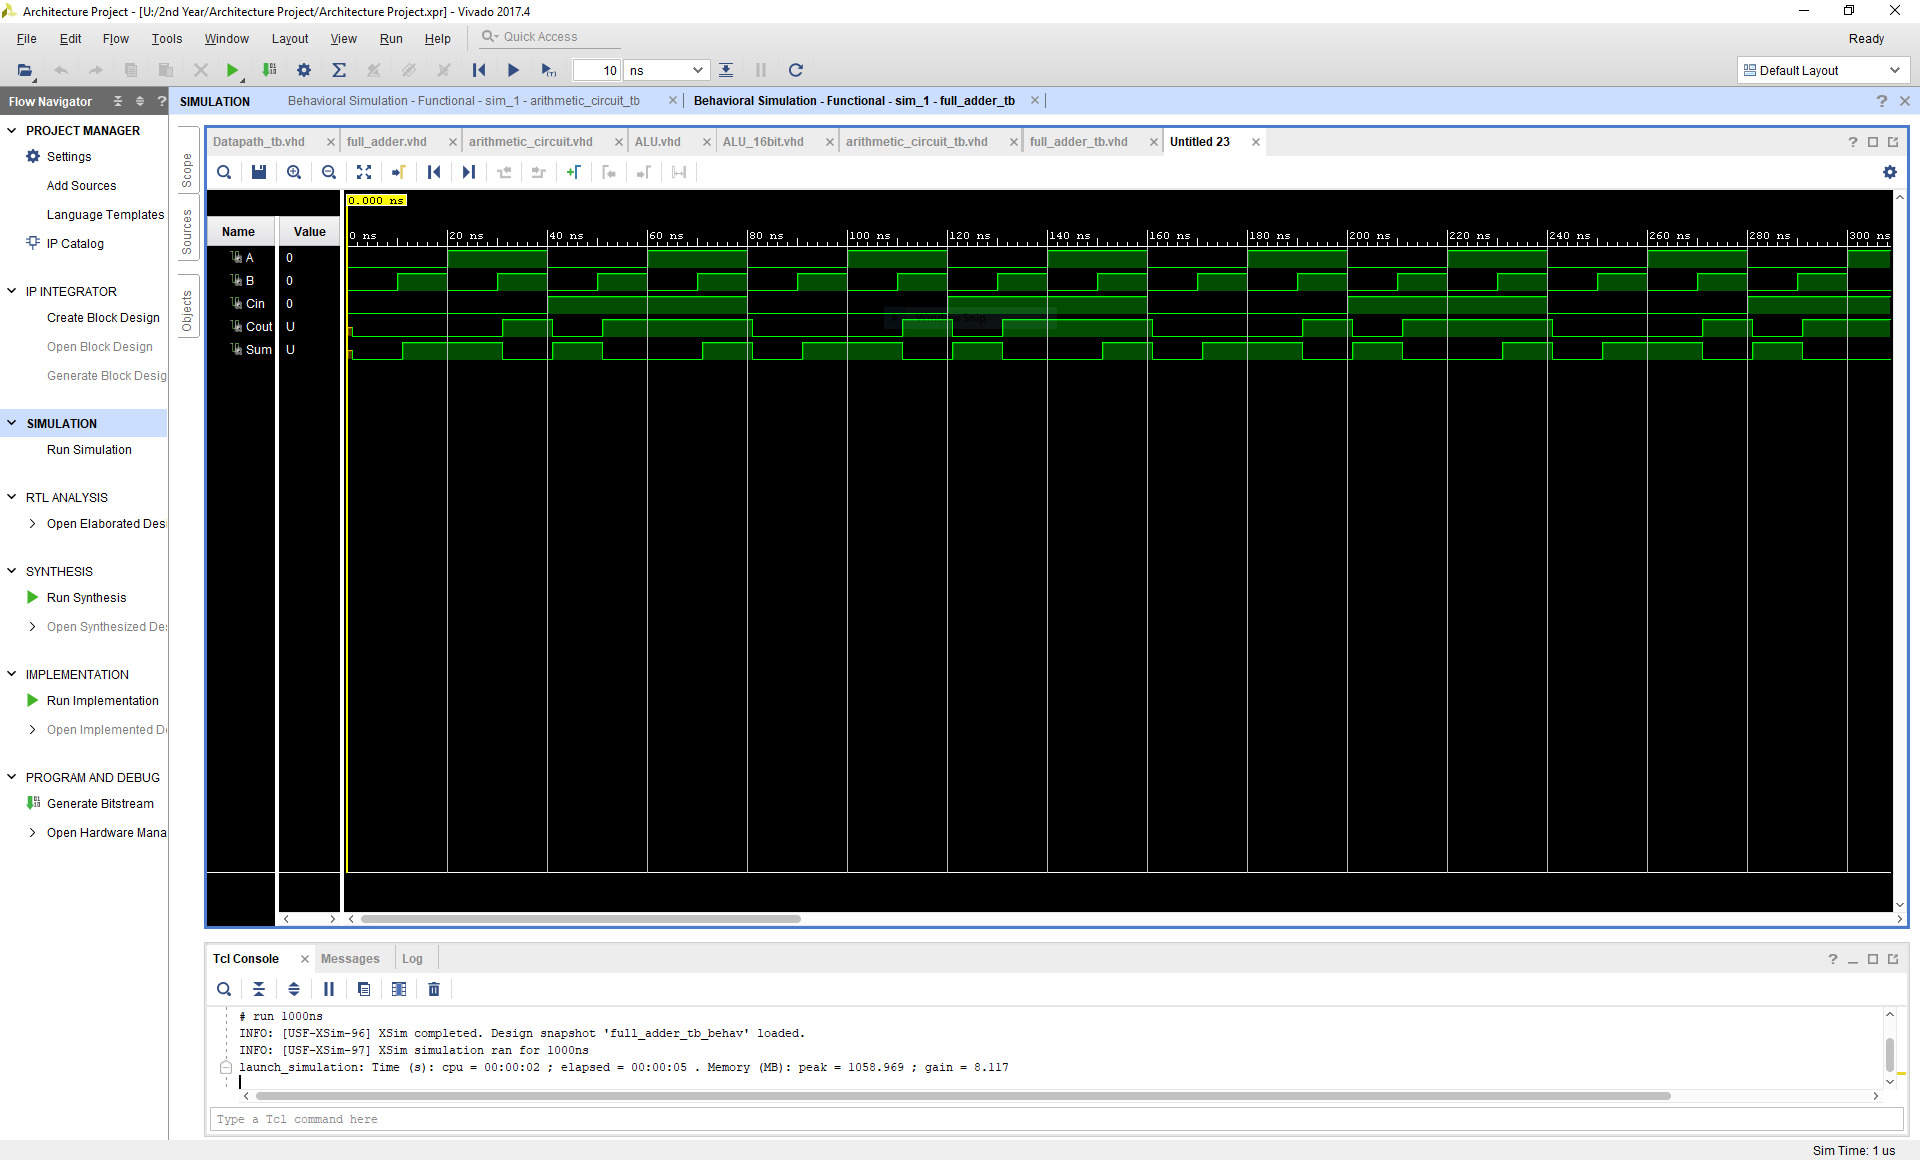 Architecture Project - [U:/2nd Year/Architecture Project/Architecture Project.xpr] - Vivado 2017.4
File Edit Flow Tools Window Layout View Run Help Quick Access Ready
10 ns Default Layout
Flow Navigator
SIMULATION Behavioral Simulation - Functional - sim_1 - arithmetic_circuit_tb Behavioral Simulation - Functional - sim_1 - full_adder_tb
PROJECT MANAGER
Settings
Add Sources
Language Templates
IP Catalog
IP INTEGRATOR
Create Block Design
Open Block Design
Generate Block Desig
SIMULATION
Run Simulation
RTL ANALYSIS
Open Elaborated Des
SYNTHESIS
Run Synthesis
Open Synthesized De
IMPLEMENTATION
Run Implementation
Open Implemented D
PROGRAM AND DEBUG
Generate Bitstream
Open Hardware Mana
Scope
Sources
Objects
Datapath_tb.vhd full_adder.vhd arithmetic_circuit.vhd ALU.vhd ALU_16bit.vhd arithmetic_circuit_tb.vhd full_adder_tb.vhd Untitled 23
0.000 ns
Name Value
0 ns 20 ns 40 ns 60 ns 80 ns 100 ns 120 ns 140 ns 160 ns 180 ns 200 ns 220 ns 240 ns 260 ns 280 ns 300 ns
A 0
B 0
Cin 0
Cout U
Sum U
Tcl Console Messages Log
# run 1000ns
INFO: [USF-XSim-96] XSim completed. Design snapshot 'full_adder_tb_behav' loaded.
INFO: [USF-XSim-97] XSim simulation ran for 1000ns
launch_simulation: Time (s): cpu = 00:00:02 ; elapsed = 00:00:05 . Memory (MB): peak = 1058.969 ; gain = 8.117
Type a Tcl command here
Sim Time: 1 us